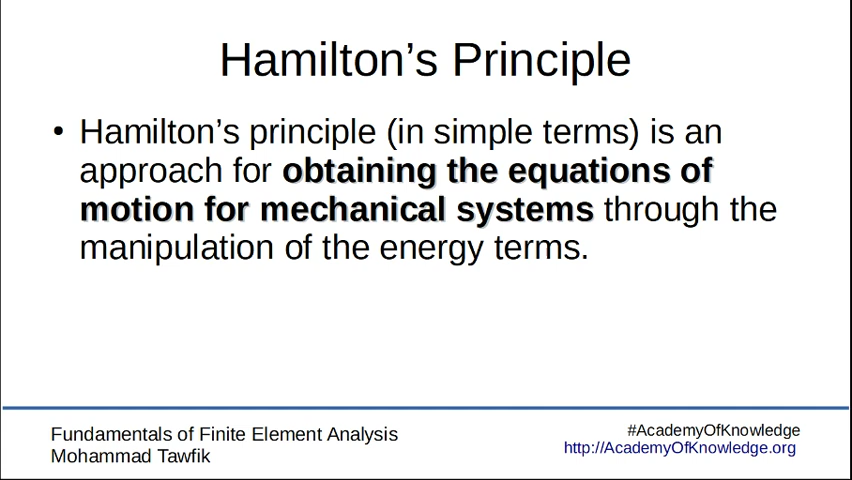 Hamilton’s Principle
• Hamilton’s principle (in simple terms) is an
approach for obtaining the equations of
motion for mechanical systems through the
manipulation of the energy terms.
Fundamentals of Finite Element Analysis
Mohammad Tawfik
#AcademyOfKnowledge
http://AcademyOfKnowledge.org